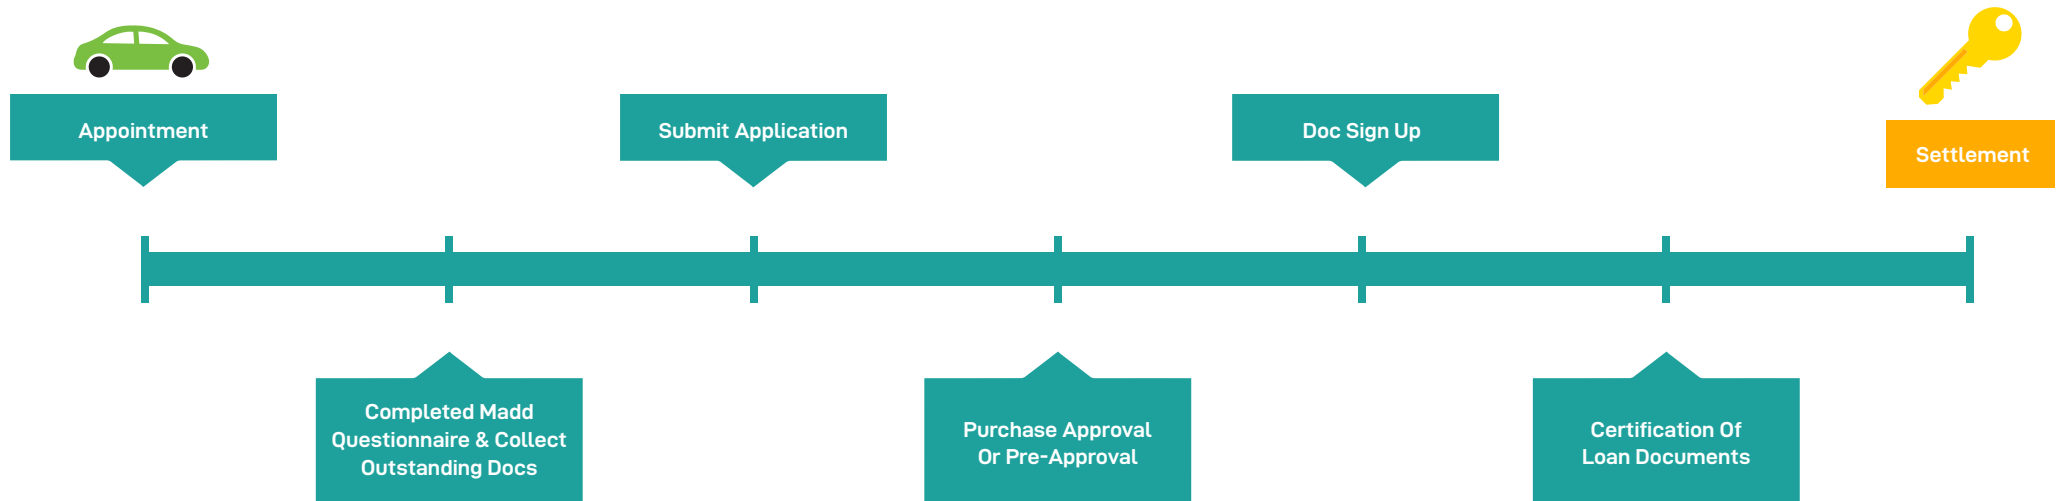 Appointment
Completed Madd
Questionnaire & Collect
Outstanding Docs
Submit Application
Purchase Approval
Or Pre-Approval
Doc Sign Up
Certification Of
Loan Documents
Settlement